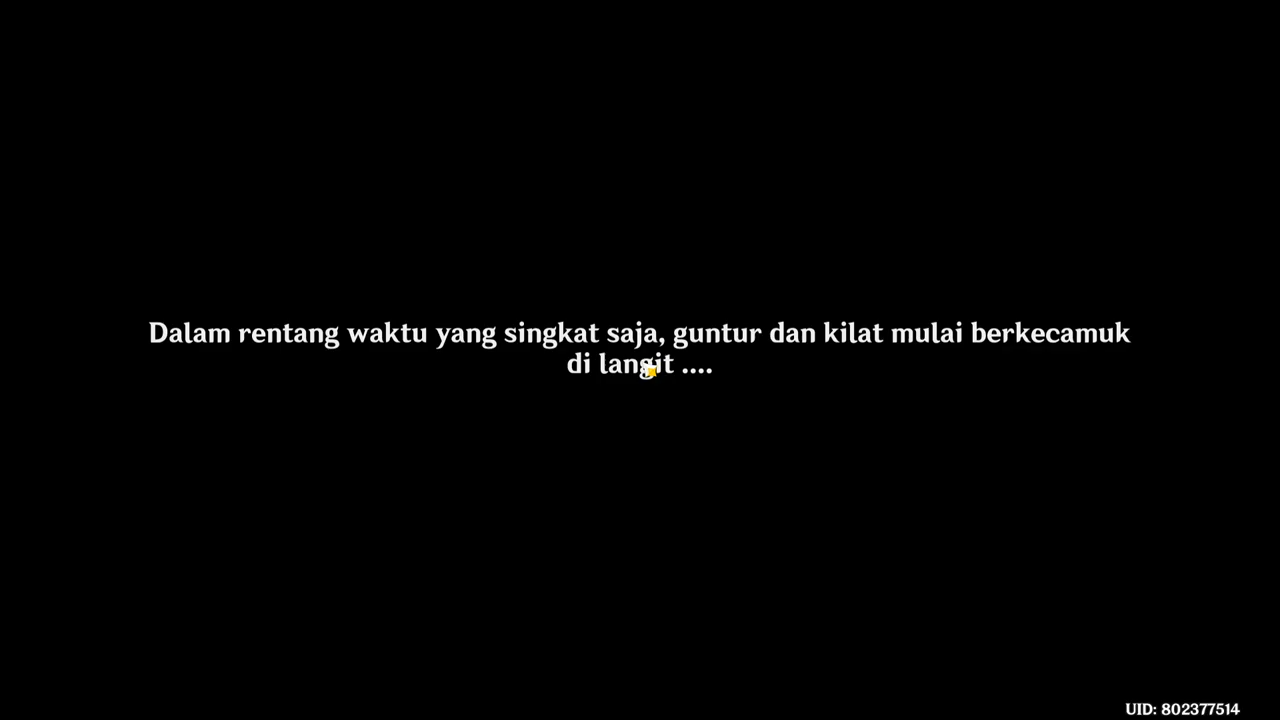 Dalam rentang waktu yang singkat saja, guntur dan kilat mulai berkecamuk
di langit ....
UID: 802377514